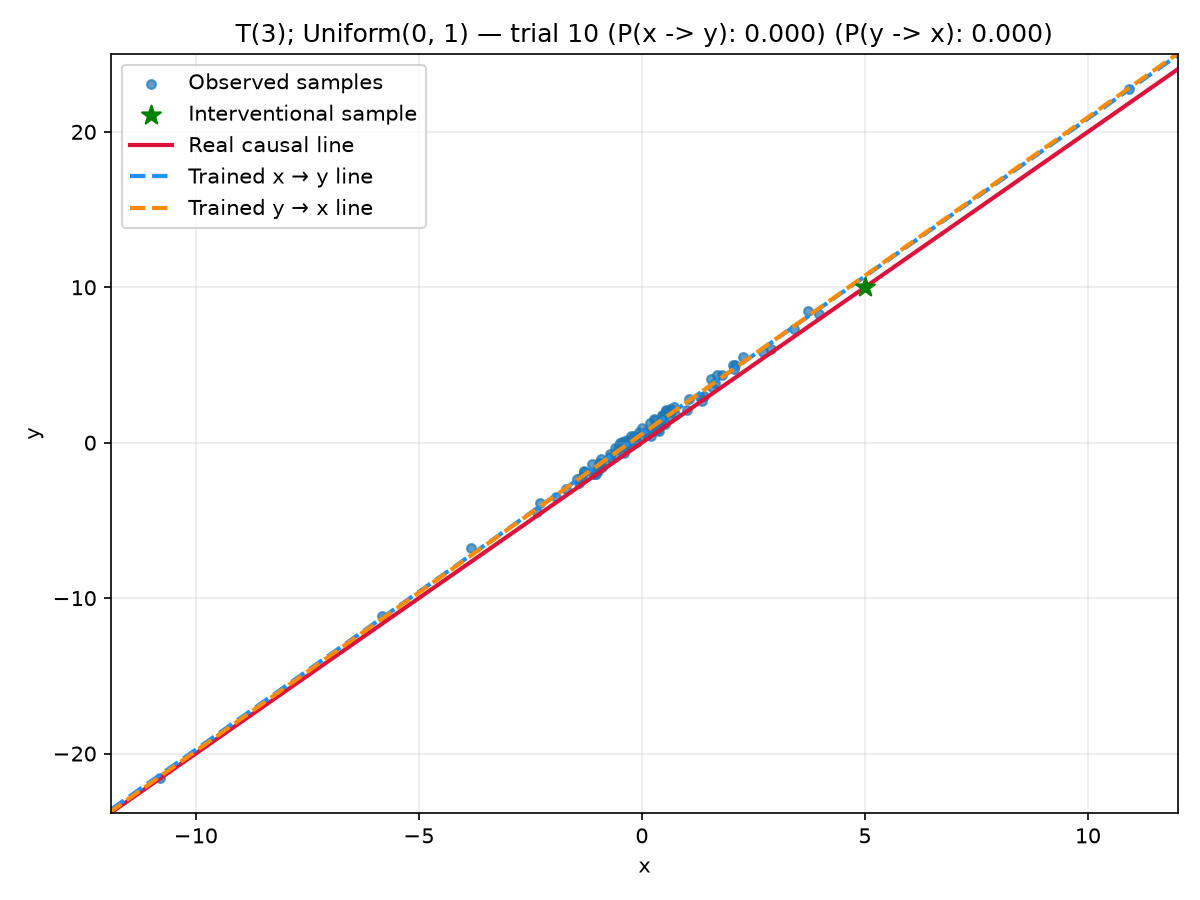 T(3); Uniform(0, 1) — trial 10 (P(x -> y): 0.000) (P(y -> x): 0.000)
Observed samples
Interventional sample
Real causal line
Trained x → y line
Trained y → x line
20
10
0
−10
−20
y
−10
−5
0
5
10
x